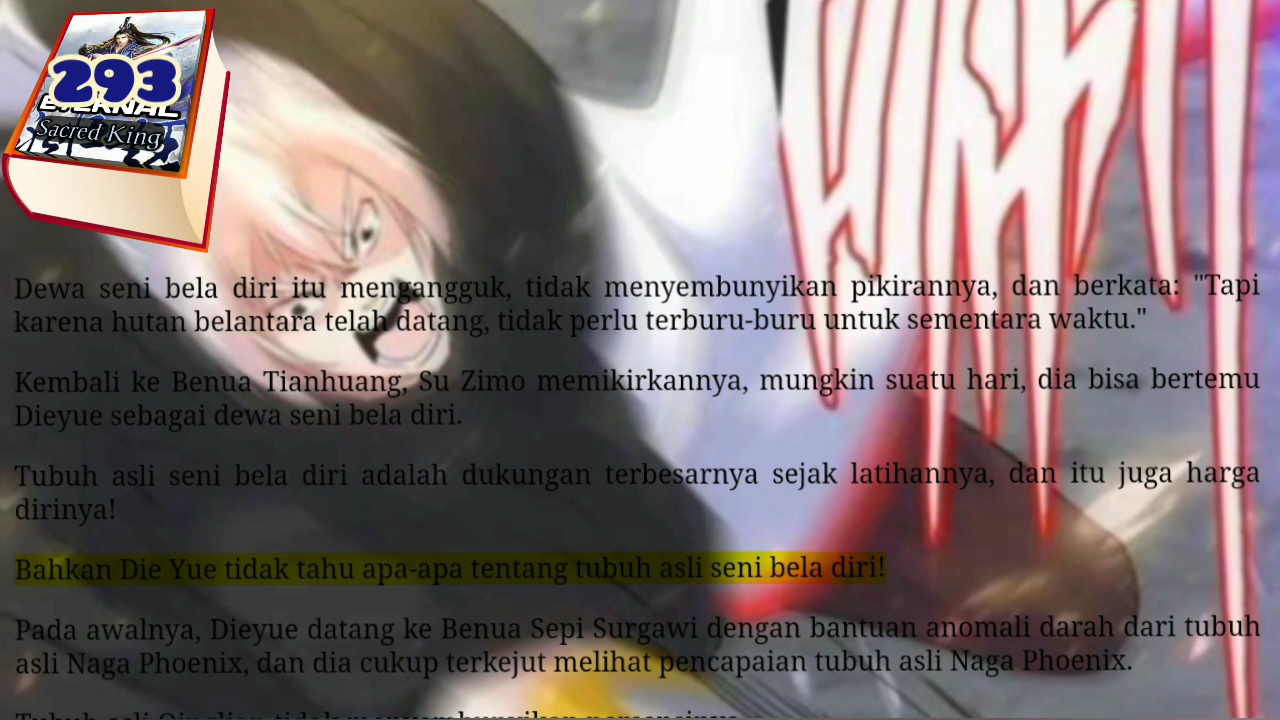 293
ETERNAL
Sacred King
Dewa seni bela diri itu mengangguk, tidak menyembunyikan pikirannya, dan berkata: "Tapi
karena hutan belantara telah datang, tidak perlu terburu-buru untuk sementara waktu."
Kembali ke Benua Tianhuang, Su Zimo memikirkannya, mungkin suatu hari, dia bisa bertemu
Dieyue sebagai dewa seni bela diri.
Tubuh asli seni bela diri adalah dukungan terbesarnya sejak latihannya, dan itu juga harga
dirinya!
Bahkan Die Yue tidak tahu apa-apa tentang tubuh asli seni bela diri!
Pada awalnya, Dieyue datang ke Benua Sepi Surgawi dengan bantuan anomali darah dari tubuh
asli Naga Phoenix, dan dia cukup terkejut melihat pencapaian tubuh asli Naga Phoenix.